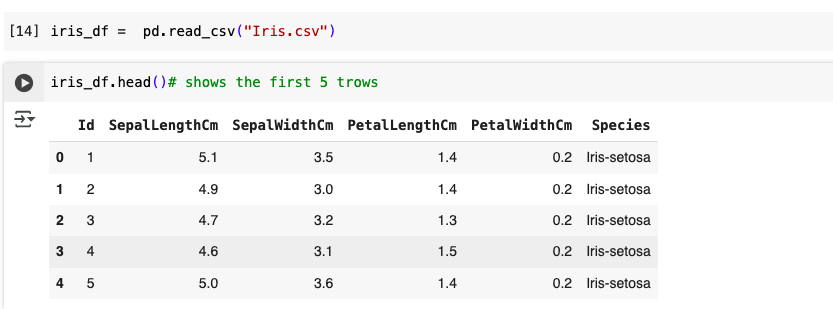 [14] iris_df =  pd.read_csv("Iris.csv")
iris_df.head()# shows the first 5 trows
Id SepalLengthCm SepalWidthCm PetalLengthCm PetalWidthCm Species
0 1 5.1 3.5 1.4 0.2 Iris-setosa
1 2 4.9 3.0 1.4 0.2 Iris-setosa
2 3 4.7 3.2 1.3 0.2 Iris-setosa
3 4 4.6 3.1 1.5 0.2 Iris-setosa
4 5 5.0 3.6 1.4 0.2 Iris-setosa